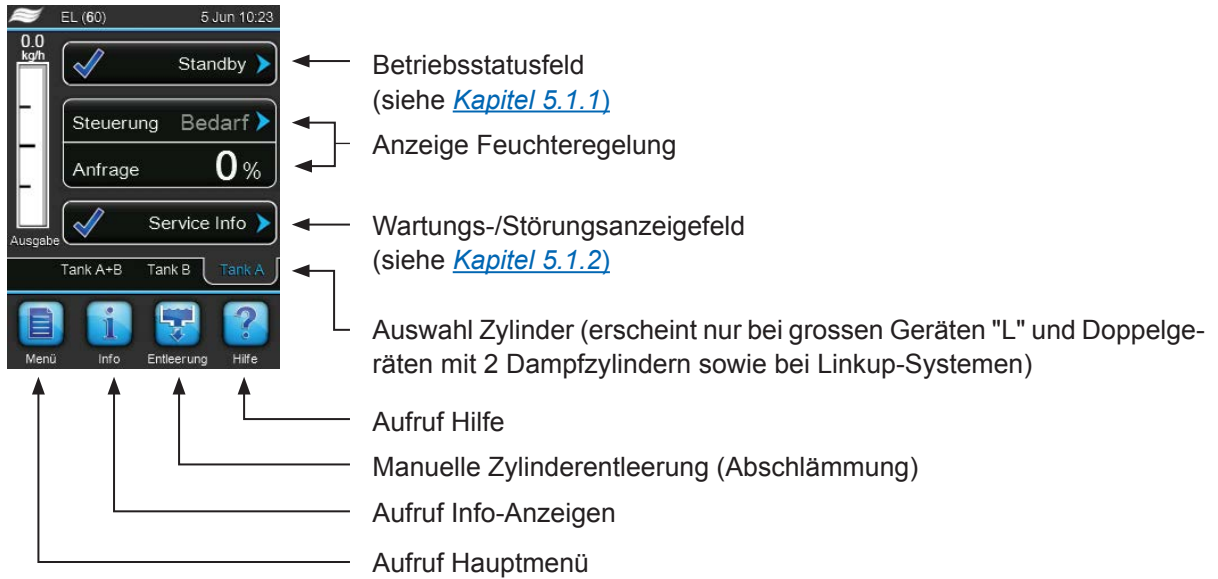 EL (60) 5 Jun 10:23
0.0
kg/h
Standby
Steuerung Bedarf
Anfrage 0 %
Service Info
Ausgabe
Tank A+B Tank B Tank A
Menü Info Entleerung Hilfe
Betriebsstatusfeld
(siehe Kapitel 5.1.1)
Anzeige Feuchteregelung
Wartungs-/Störungsanzeigefeld
(siehe Kapitel 5.1.2)
Auswahl Zylinder (erscheint nur bei grossen Geräten "L" und Doppelge-
räten mit 2 Dampfzylindern sowie bei Linkup-Systemen)
Aufruf Hilfe
Manuelle Zylinderentleerung (Abschlämmung)
Aufruf Info-Anzeigen
Aufruf Hauptmenü